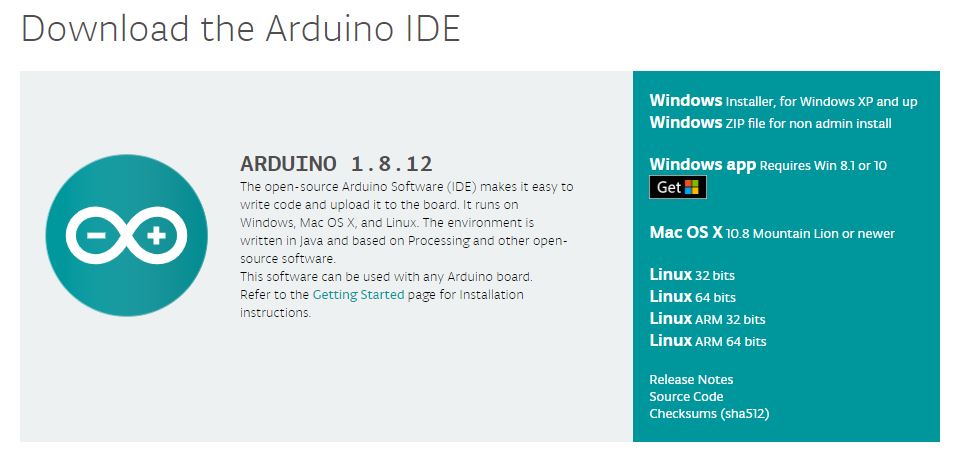 Download the Arduino IDE
ARDUINO 1.8.12
The open-source Arduino Software (IDE) makes it easy to
write code and upload it to the board. It runs on
Windows, Mac OS X, and Linux. The environment is
written in Java and based on Processing and other open-
source software.
This software can be used with any Arduino board.
Refer to the Getting Started page for Installation
instructions.
Windows Installer, for Windows XP and up
Windows ZIP file for non admin install
Windows app Requires Win 8.1 or 10
Get
Mac OS X 10.8 Mountain Lion or newer
Linux 32 bits
Linux 64 bits
Linux ARM 32 bits
Linux ARM 64 bits
Release Notes
Source Code
Checksums (sha512)